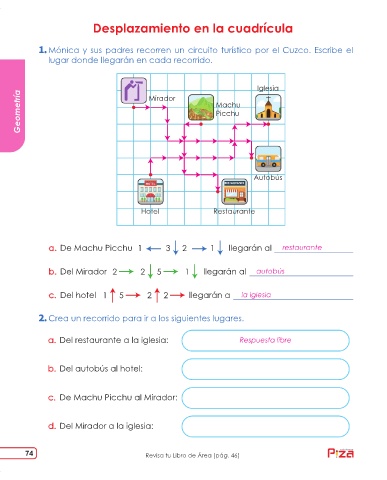 Desplazamiento en la cuadrícula
1. Mónica y sus padres recorren un circuito turístico por el Cuzco. Escribe el
lugar donde llegarán en cada recorrido.
Geometría
Iglesia
Mirador
Machu
Picchu
Autobús
Hotel
Restaurante
a. De Machu Picchu 1 ← 3 ↓ 2 → 1 ↓ llegarán al restaurante
b. Del Mirador 2 → 2 ↓ 5 → 1 ↓ llegarán al autobús
c. Del hotel 1 ↑ 5 → 2 ↑ 2 → llegarán a la iglesia
2. Crea un recorrido para ir a los siguientes lugares.
a. Del restaurante a la iglesia: Respuesta libre
b. Del autobús al hotel:
c. De Machu Picchu al Mirador:
d. Del Mirador a la iglesia:
74
Revisa tu Libro de Área (pág. 46)